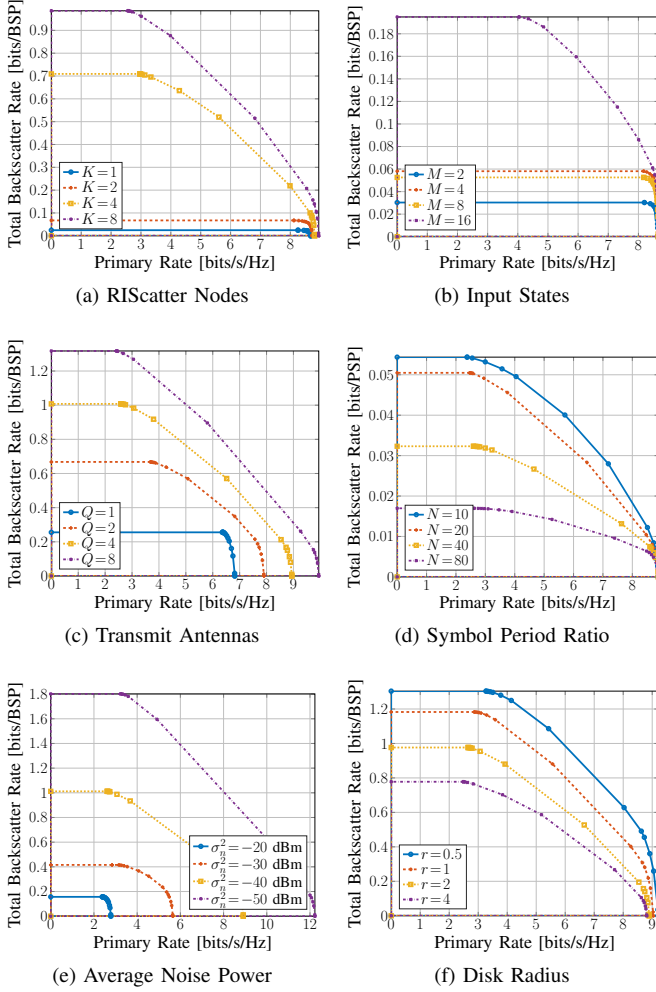 Total Backscatter Rate [bits/BSP]
0.9
0.8
0.7
0.6
0.5
0.4
0.3
0.2
0.1
0
0 1 2 3 4 5 6 7 8
K=1
K=2
K=4
K=8
Primary Rate [bits/s/Hz]
(a) RIScatter Nodes
Total Backscatter Rate [bits/BSP]
0.18
0.16
0.14
0.12
0.1
0.08
0.06
0.04
0.02
0
0 1 2 3 4 5 6 7 8
M=2
M=4
M=8
M=16
Primary Rate [bits/s/Hz]
(b) Input States
Total Backscatter Rate [bits/BSP]
1.2
1
0.8
0.6
0.4
0.2
0
0 1 2 3 4 5 6 7 8 9
Q=1
Q=2
Q=4
Q=8
Primary Rate [bits/s/Hz]
(c) Transmit Antennas
Total Backscatter Rate [bits/PSP]
0.05
0.04
0.03
0.02
0.01
0
0 1 2 3 4 5 6 7 8
N=10
N=20
N=40
N=80
Primary Rate [bits/s/Hz]
(d) Symbol Period Ratio
Total Backscatter Rate [bits/BSP]
1.8
1.6
1.4
1.2
1
0.8
0.6
0.4
0.2
0
0 2 4 6 8 10 12
σₙ²=−20 dBm
σₙ²=−30 dBm
σₙ²=−40 dBm
σₙ²=−50 dBm
Primary Rate [bits/s/Hz]
(e) Average Noise Power
Total Backscatter Rate [bits/BSP]
1.2
1
0.8
0.6
0.4
0.2
0
0 1 2 3 4 5 6 7 8 9
r=0.5
r=1
r=2
r=4
Primary Rate [bits/s/Hz]
(f) Disk Radius